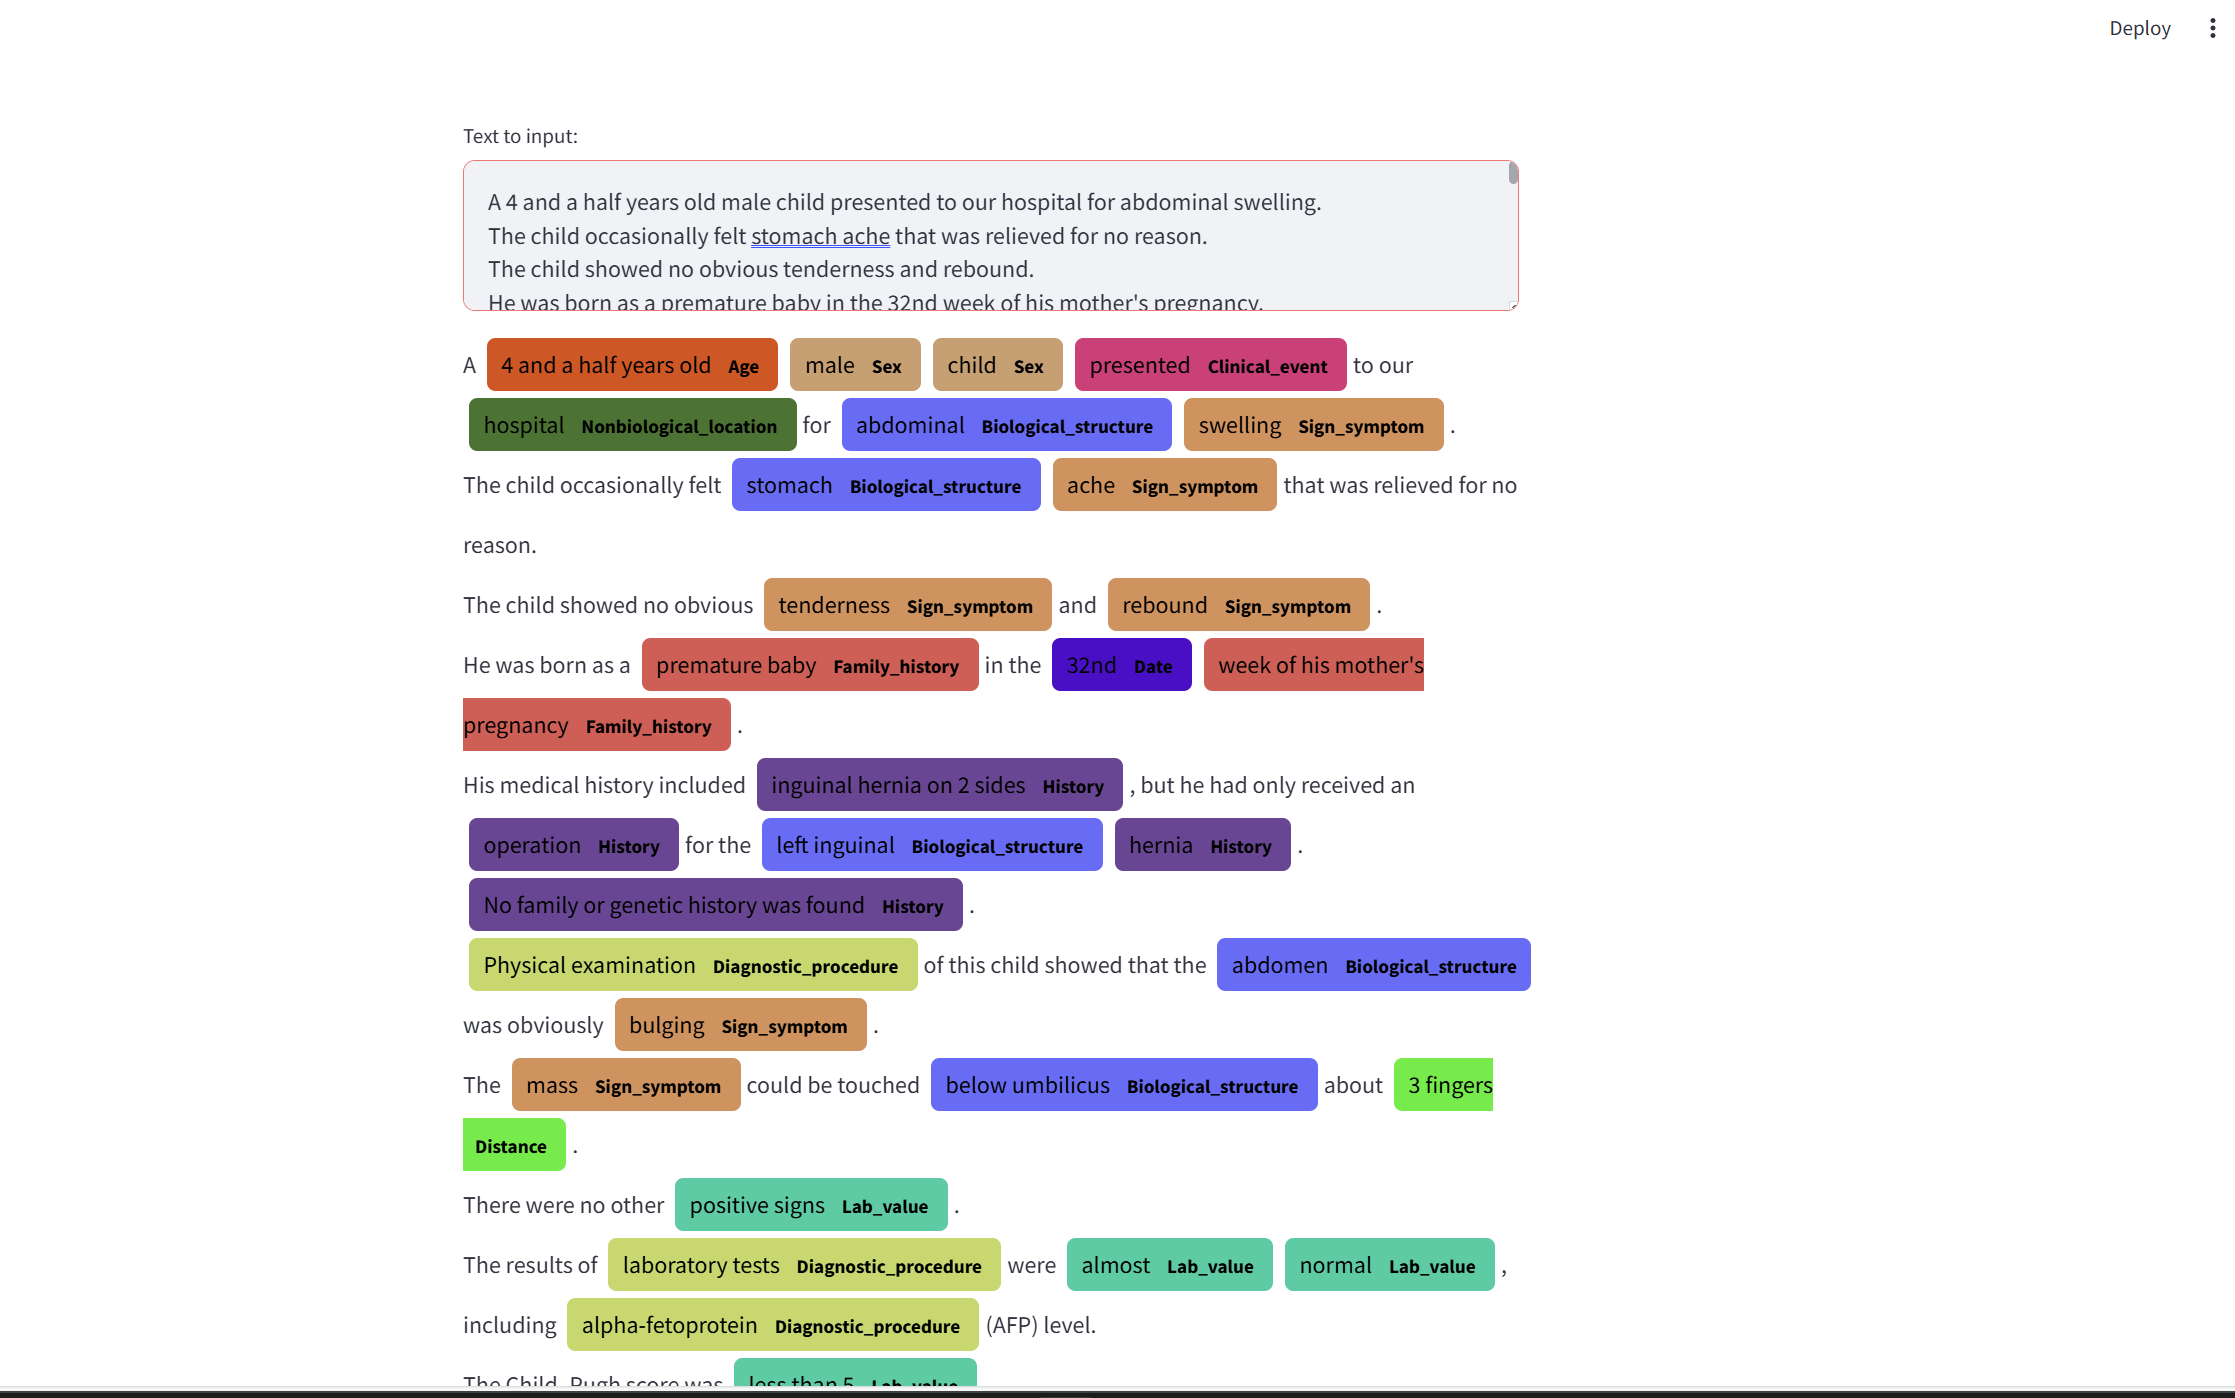 Deploy
Text to input:
A 4 and a half years old male child presented to our hospital for abdominal swelling.
The child occasionally felt stomach ache that was relieved for no reason.
The child showed no obvious tenderness and rebound.
He was born as a premature baby in the 32nd week of his mother's pregnancy.
A 4 and a half years old Age male Sex child Sex presented Clinical_event to our
hospital Nonbiological_location for abdominal Biological_structure swelling Sign_symptom .
The child occasionally felt stomach Biological_structure ache Sign_symptom that was relieved for no
reason.
The child showed no obvious tenderness Sign_symptom and rebound Sign_symptom .
He was born as a premature baby Family_history in the 32nd Date week of his mother's
pregnancy Family_history .
His medical history included inguinal hernia on 2 sides History , but he had only received an
operation History for the left inguinal Biological_structure hernia History .
No family or genetic history was found History .
Physical examination Diagnostic_procedure of this child showed that the abdomen Biological_structure
was obviously bulging Sign_symptom .
The mass Sign_symptom could be touched below umbilicus Biological_structure about 3 fingers
Distance .
There were no other positive signs Lab_value .
The results of laboratory tests Diagnostic_procedure were almost Lab_value normal Lab_value ,
including alpha-fetoprotein Diagnostic_procedure (AFP) level.
The Child-Pugh score was less than 5 Lab_value